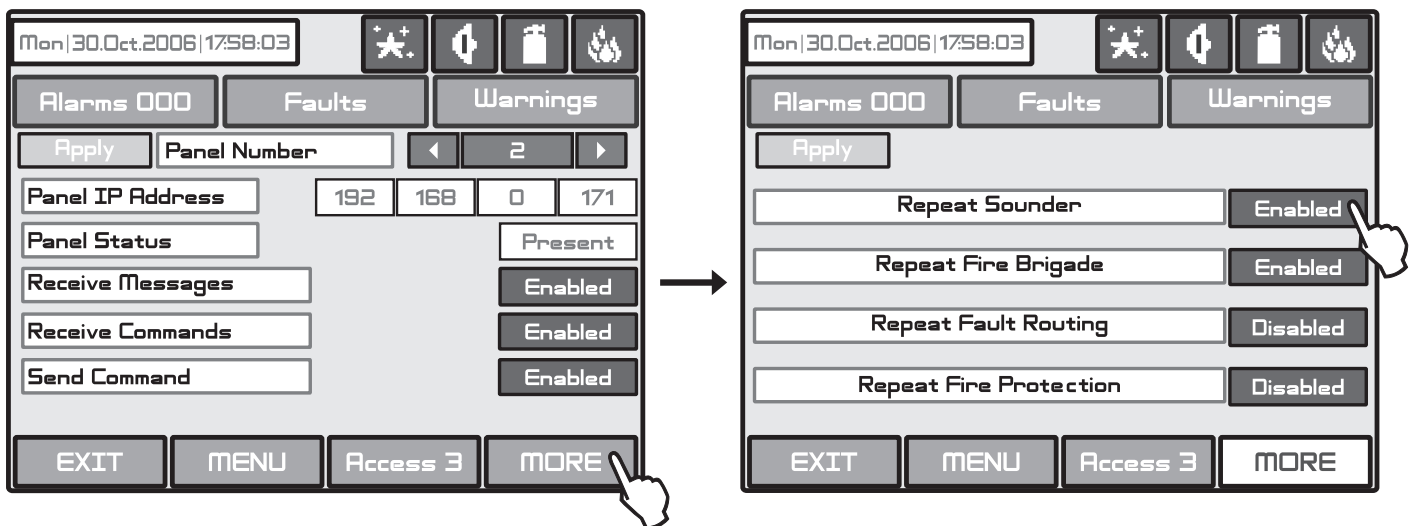 Mon|30.Oct.2006|17:58:03
Alarms 000 Faults Warnings
Apply Panel Number 2
Panel IP Address 192 168 0 171
Panel Status Present
Receive Messages Enabled
Receive Commands Enabled
Send Command Enabled
EXIT MENU Access 3 MORE
Mon|30.Oct.2006|17:58:03
Alarms 000 Faults Warnings
Apply
Repeat Sounder Enabled
Repeat Fire Brigade Enabled
Repeat Fault Routing Disabled
Repeat Fire Protection Disabled
EXIT MENU Access 3 MORE